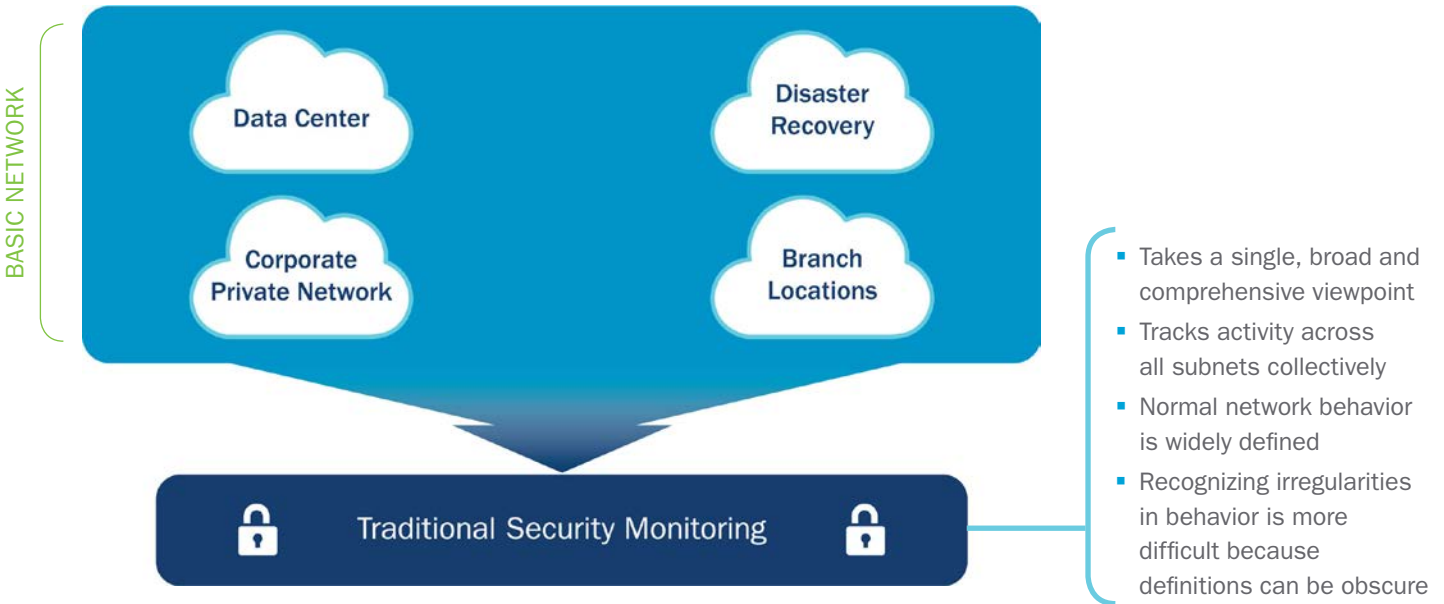 BASIC NETWORK
Data Center
Disaster
Recovery
Corporate
Private Network
Branch
Locations
Traditional Security Monitoring
▪ Takes a single, broad and
comprehensive viewpoint
▪ Tracks activity across
all subnets collectively
▪ Normal network behavior
is widely defined
▪ Recognizing irregularities
in behavior is more
difficult because
definitions can be obscure